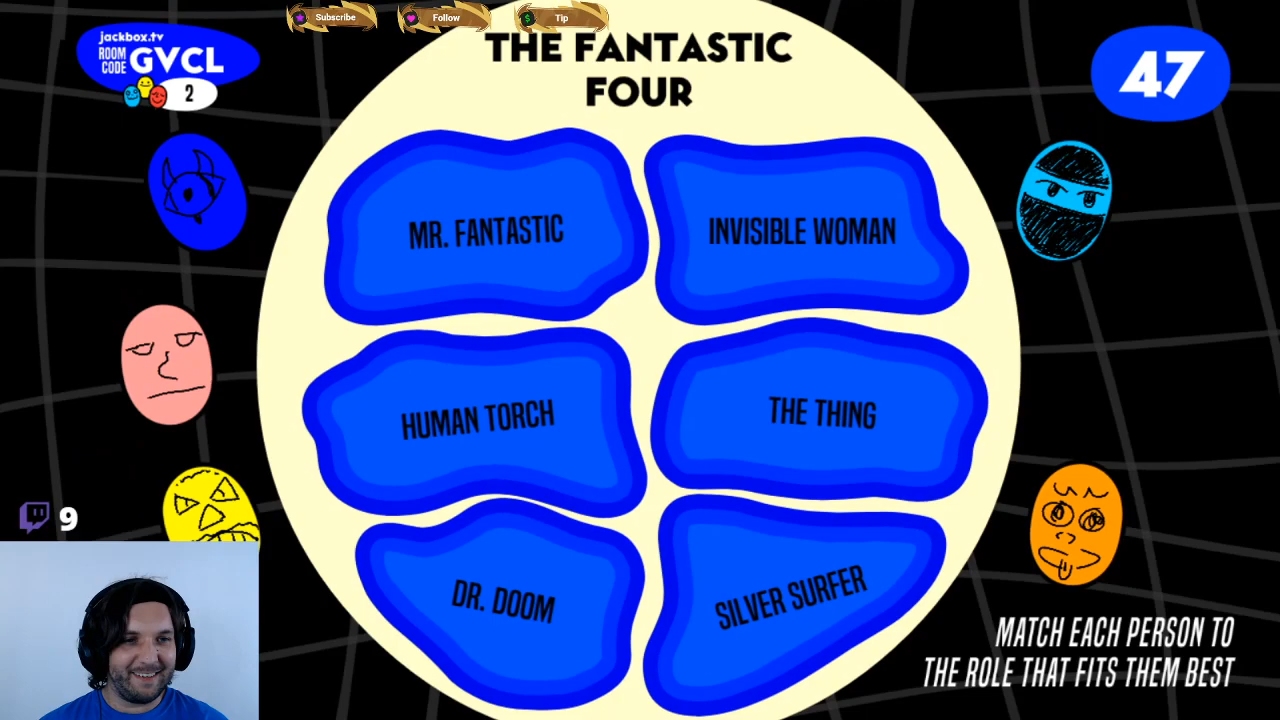 Subscribe
Follow
Tip
jackbox.tv
ROOM
CODE
GVCL
2
THE FANTASTIC
FOUR
47
MR. FANTASTIC
INVISIBLE WOMAN
HUMAN TORCH
THE THING
DR. DOOM
SILVER SURFER
9
MATCH EACH PERSON TO
THE ROLE THAT FITS THEM BEST